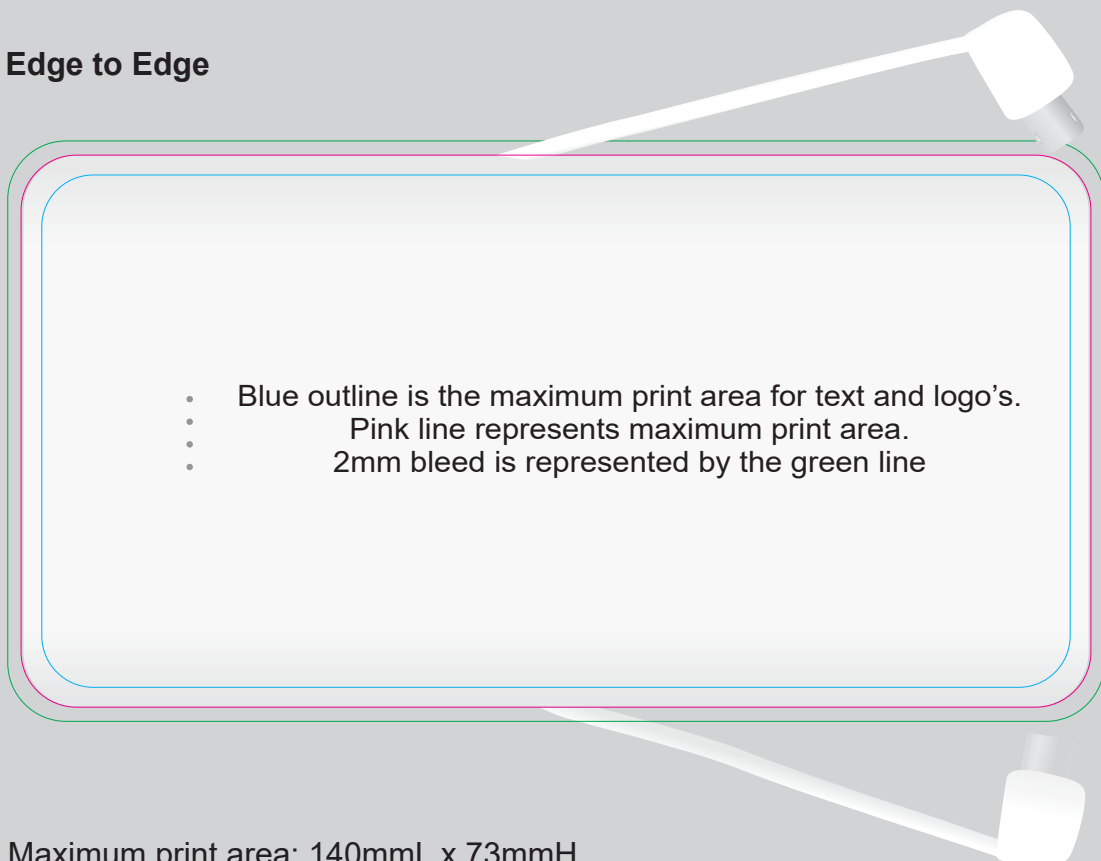 Edge to Edge
Blue outline is the maximum print area for text and logo’s.
Pink line represents maximum print area.
2mm bleed is represented by the green line
Maximum print area: 140mmL x 73mmH